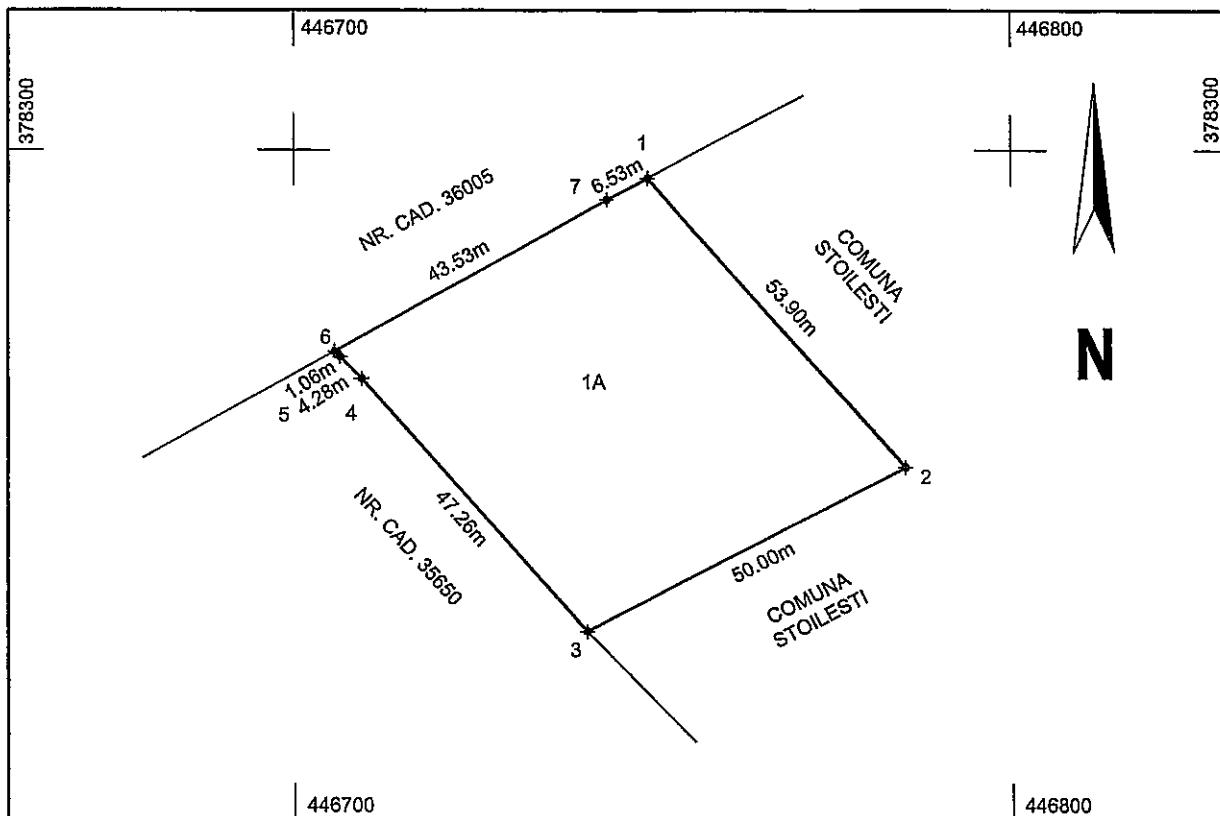 446700
446800
378300
378300
1
7
6.53m
NR. CAD. 36005
43.53m
COMUNA
STOILESTI
53.90m
N
6
1.06m
4.28m
5
4
1A
2
NR. CAD. 35650
47.26m
50.00m
COMUNA
STOILESTI
3
446700
446800